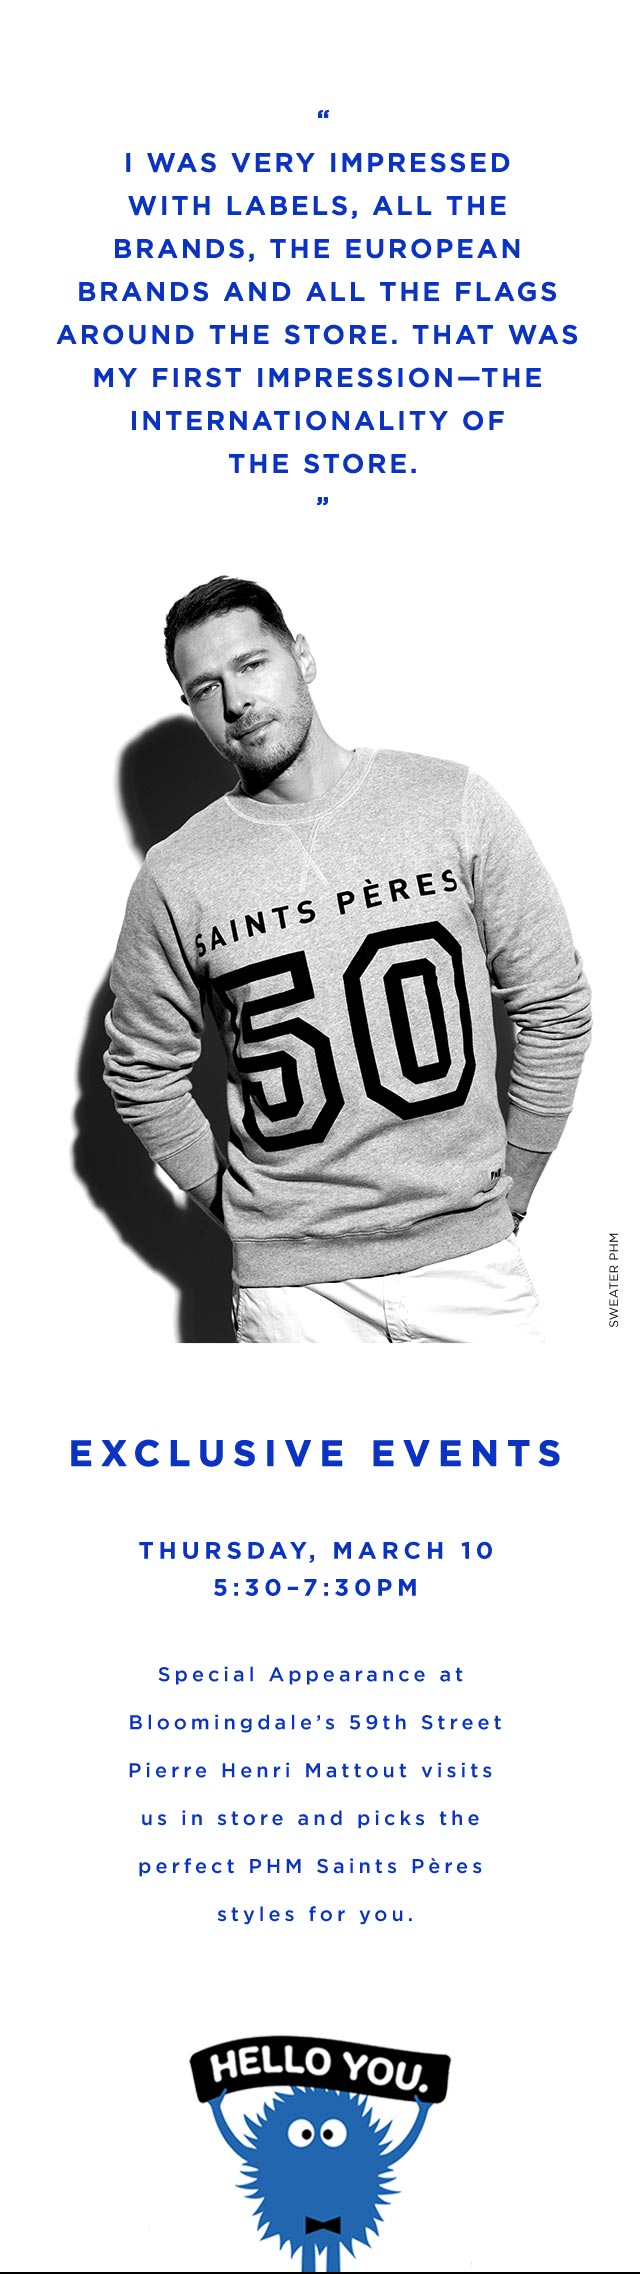 “
I WAS VERY IMPRESSED
WITH LABELS, ALL THE
BRANDS, THE EUROPEAN
BRANDS AND ALL THE FLAGS
AROUND THE STORE. THAT WAS
MY FIRST IMPRESSION—THE
INTERNATIONALITY OF
THE STORE.
”
SAINTS PÈRES
50
PHM
SWEATER PHM
EXCLUSIVE EVENTS
THURSDAY, MARCH 10
5:30–7:30PM
Special Appearance at
Bloomingdale’s 59th Street
Pierre Henri Mattout visits
us in store and picks the
perfect PHM Saints Pères
styles for you.
HELLO YOU.